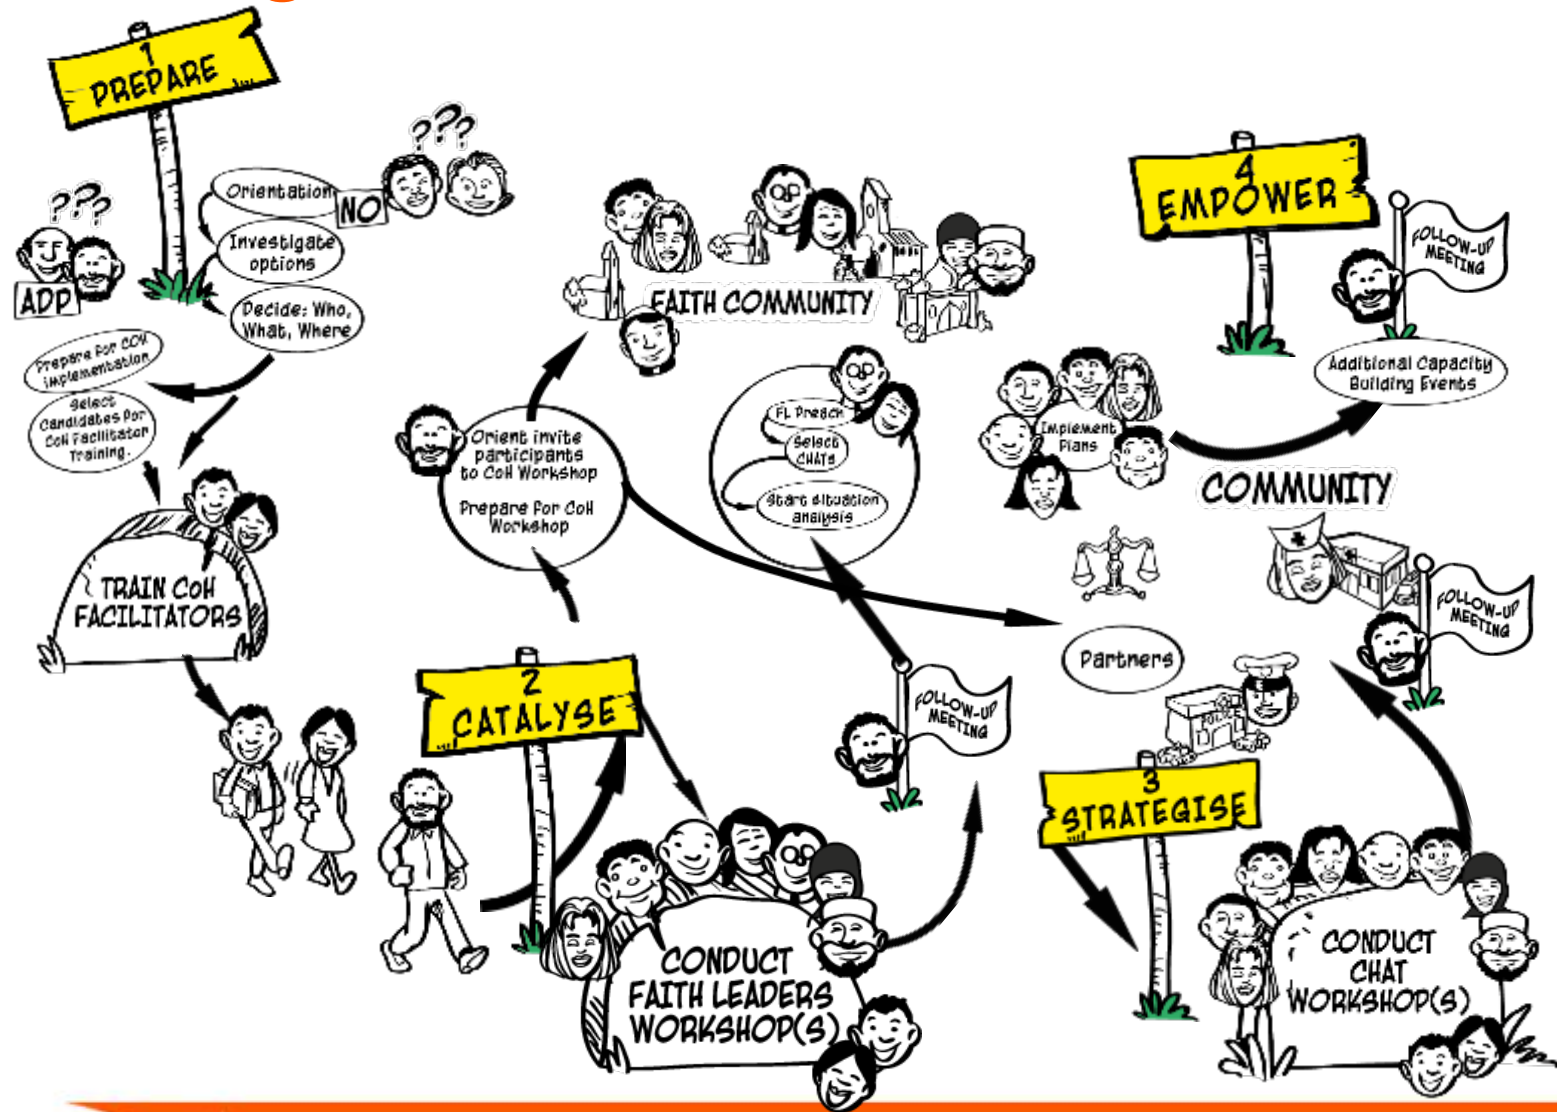 1
PREPARE
???
???
Orientation
NO
Investigate
options
ADP
Decide: Who,
What, Where
Prepare for COH
implementation
Select
Candidates for
CoH Facilitator
Training.
TRAIN COH
FACILITATORS
2
CATALYSE
Orient invite
participants
to CoH Workshop
Prepare for CoH
Workshop
FAITH COMMUNITY
CONDUCT
FAITH LEADERS
WORKSHOP(S)
FOLLOW-UP
MEETING
FL Preach
Select
CHATs
Start situation
analysis
Partners
POLICE
3
STRATEGISE
CONDUCT
CHAT
WORKSHOP(S)
FOLLOW-UP
MEETING
COMMUNITY
Implement
Plans
4
EMPOWER
FOLLOW-UP
MEETING
Additional Capacity
Building Events